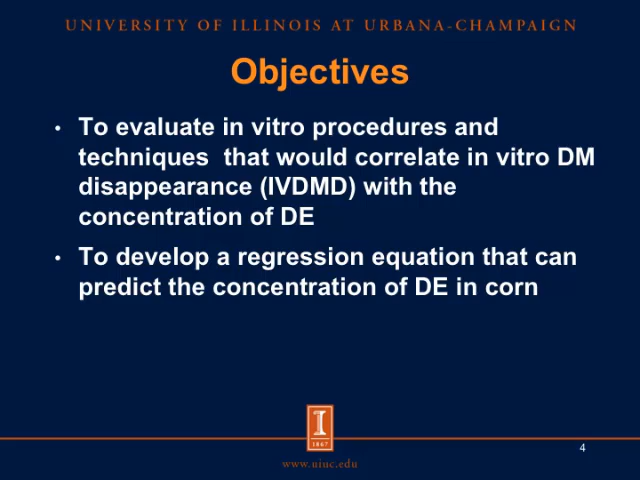 UNIVERSITY OF ILLINOIS AT URBANA-CHAMPAIGN
Objectives
• To evaluate in vitro procedures and
techniques  that would correlate in vitro DM
disappearance (IVDMD) with the
concentration of DE
• To develop a regression equation that can
predict the concentration of DE in corn
I
1867
4
www.uiuc.edu